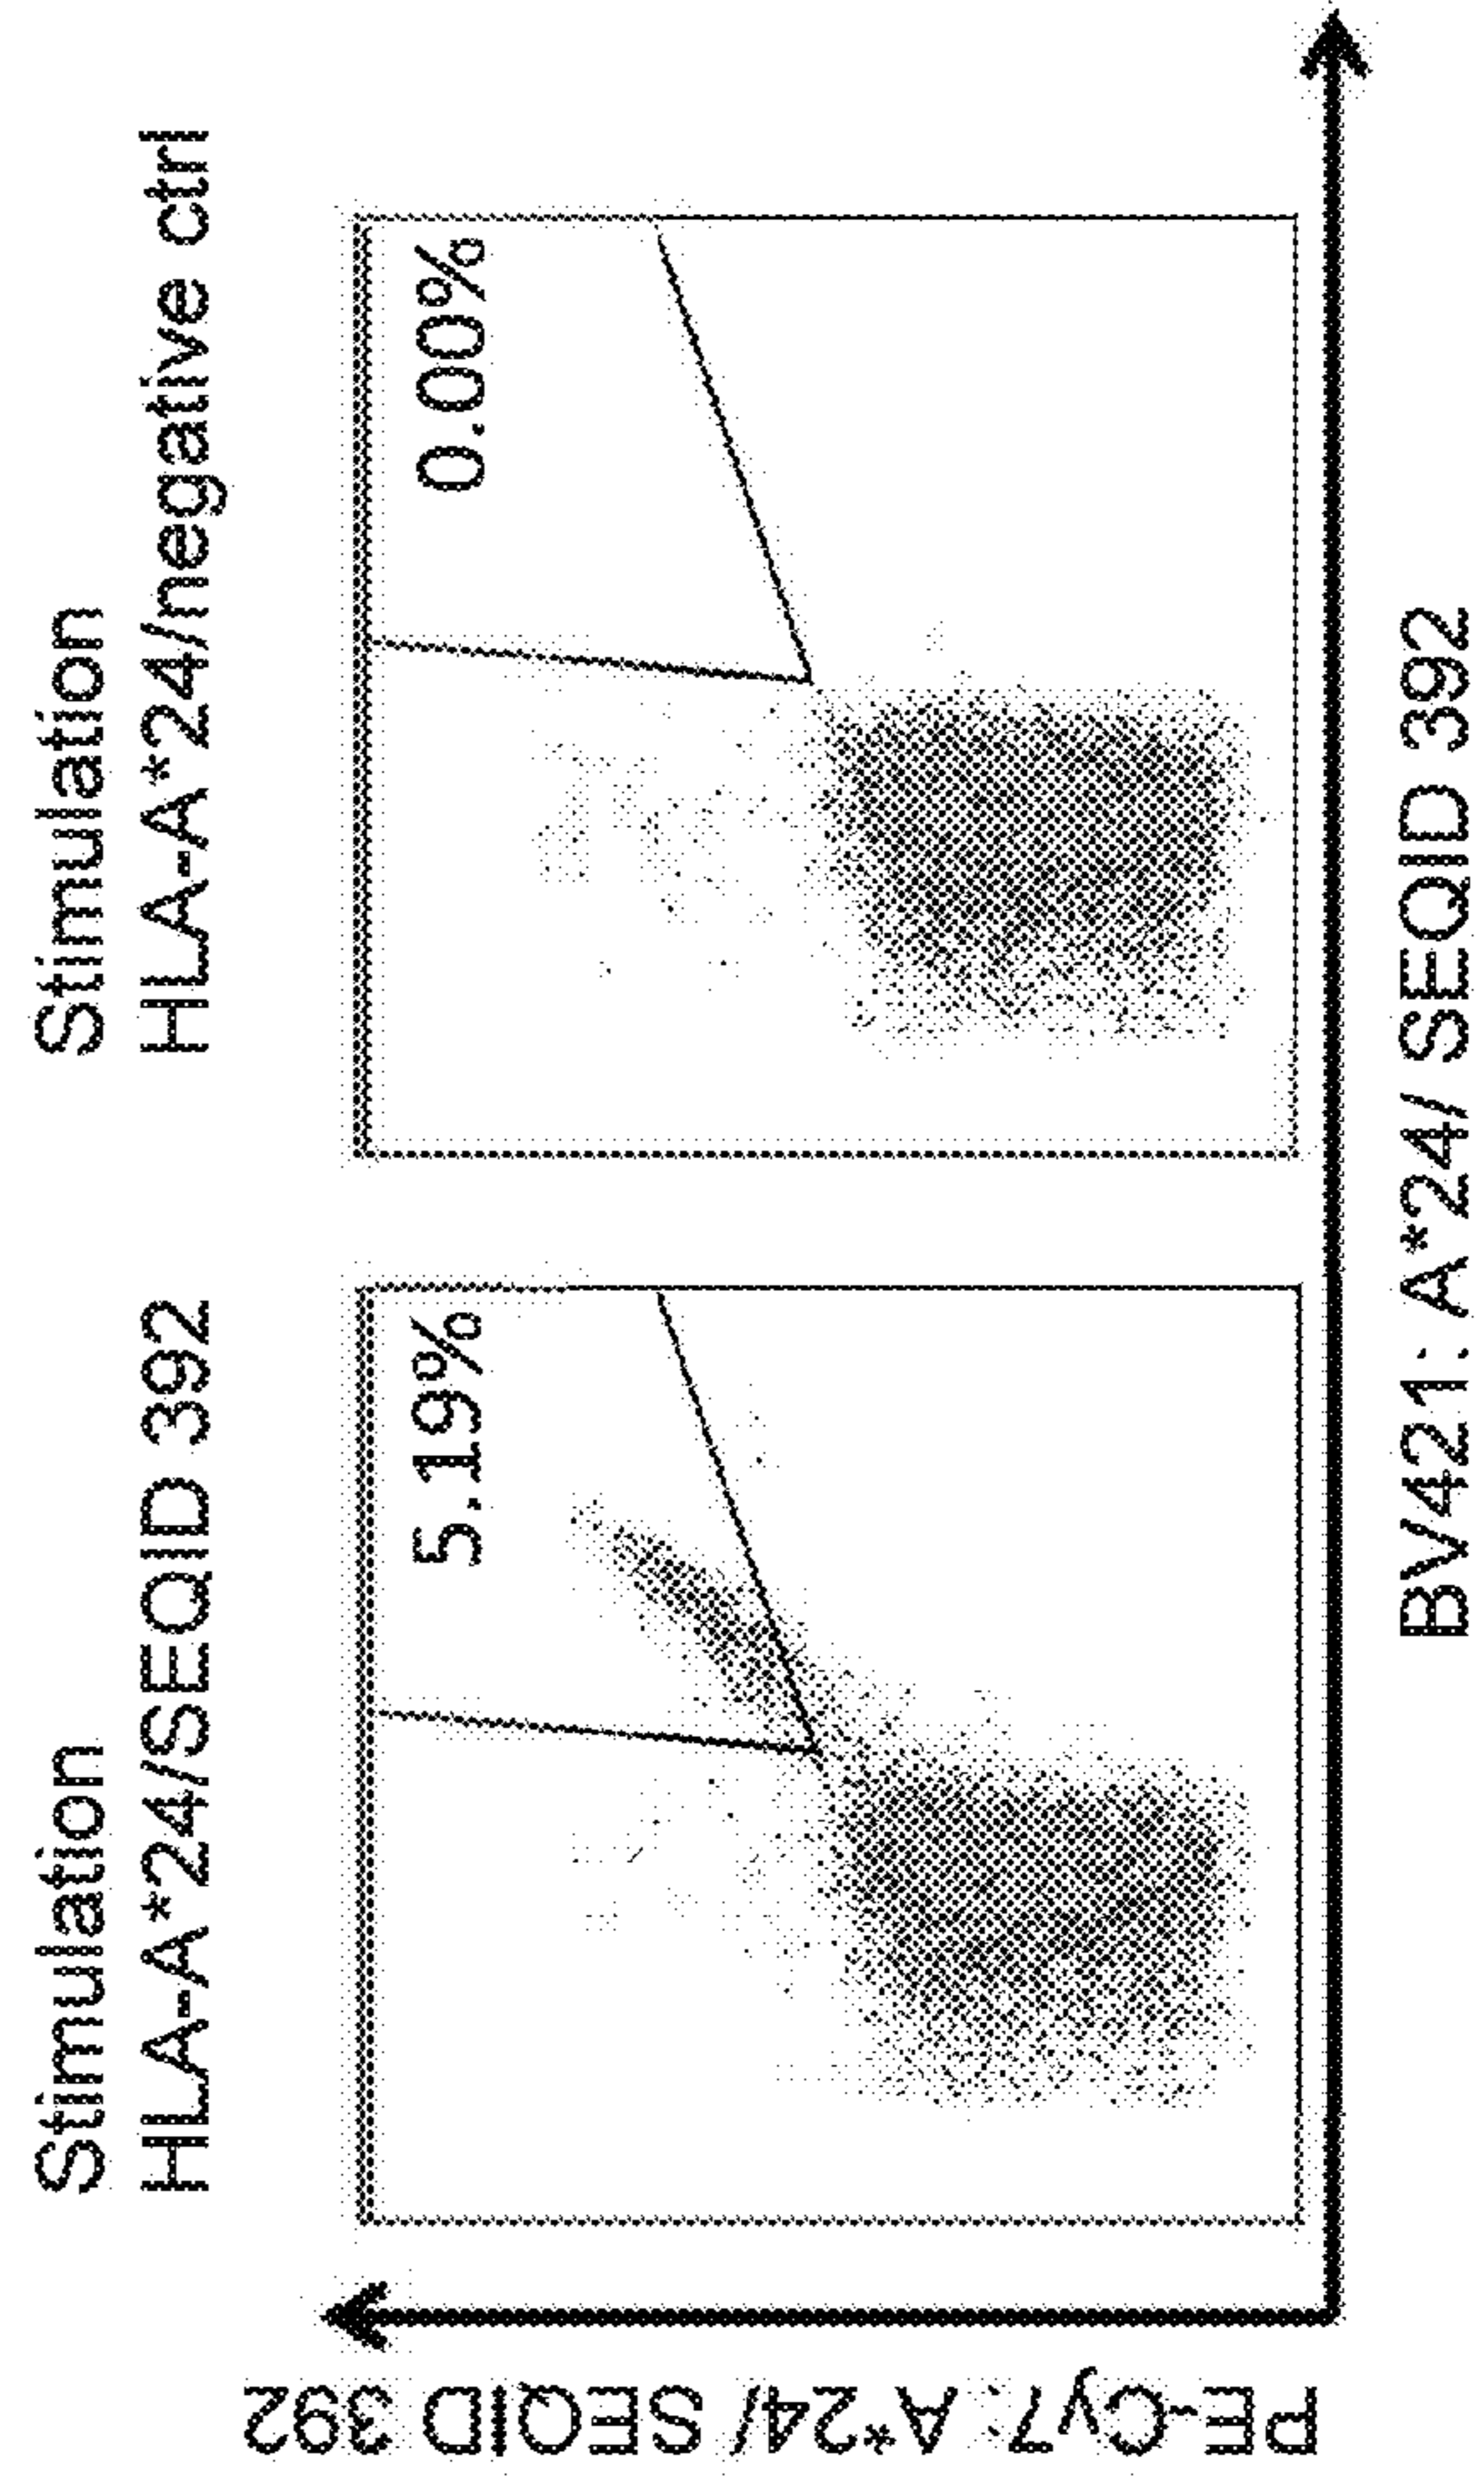 Stimulation
HLA-A*24/SEQID 392
Stimulation
HLA-A*24/negative ctrl
5.19%
0.00%
PE-Cy7: A*24/ SEQID 392
BV421: A*24/ SEQID 392